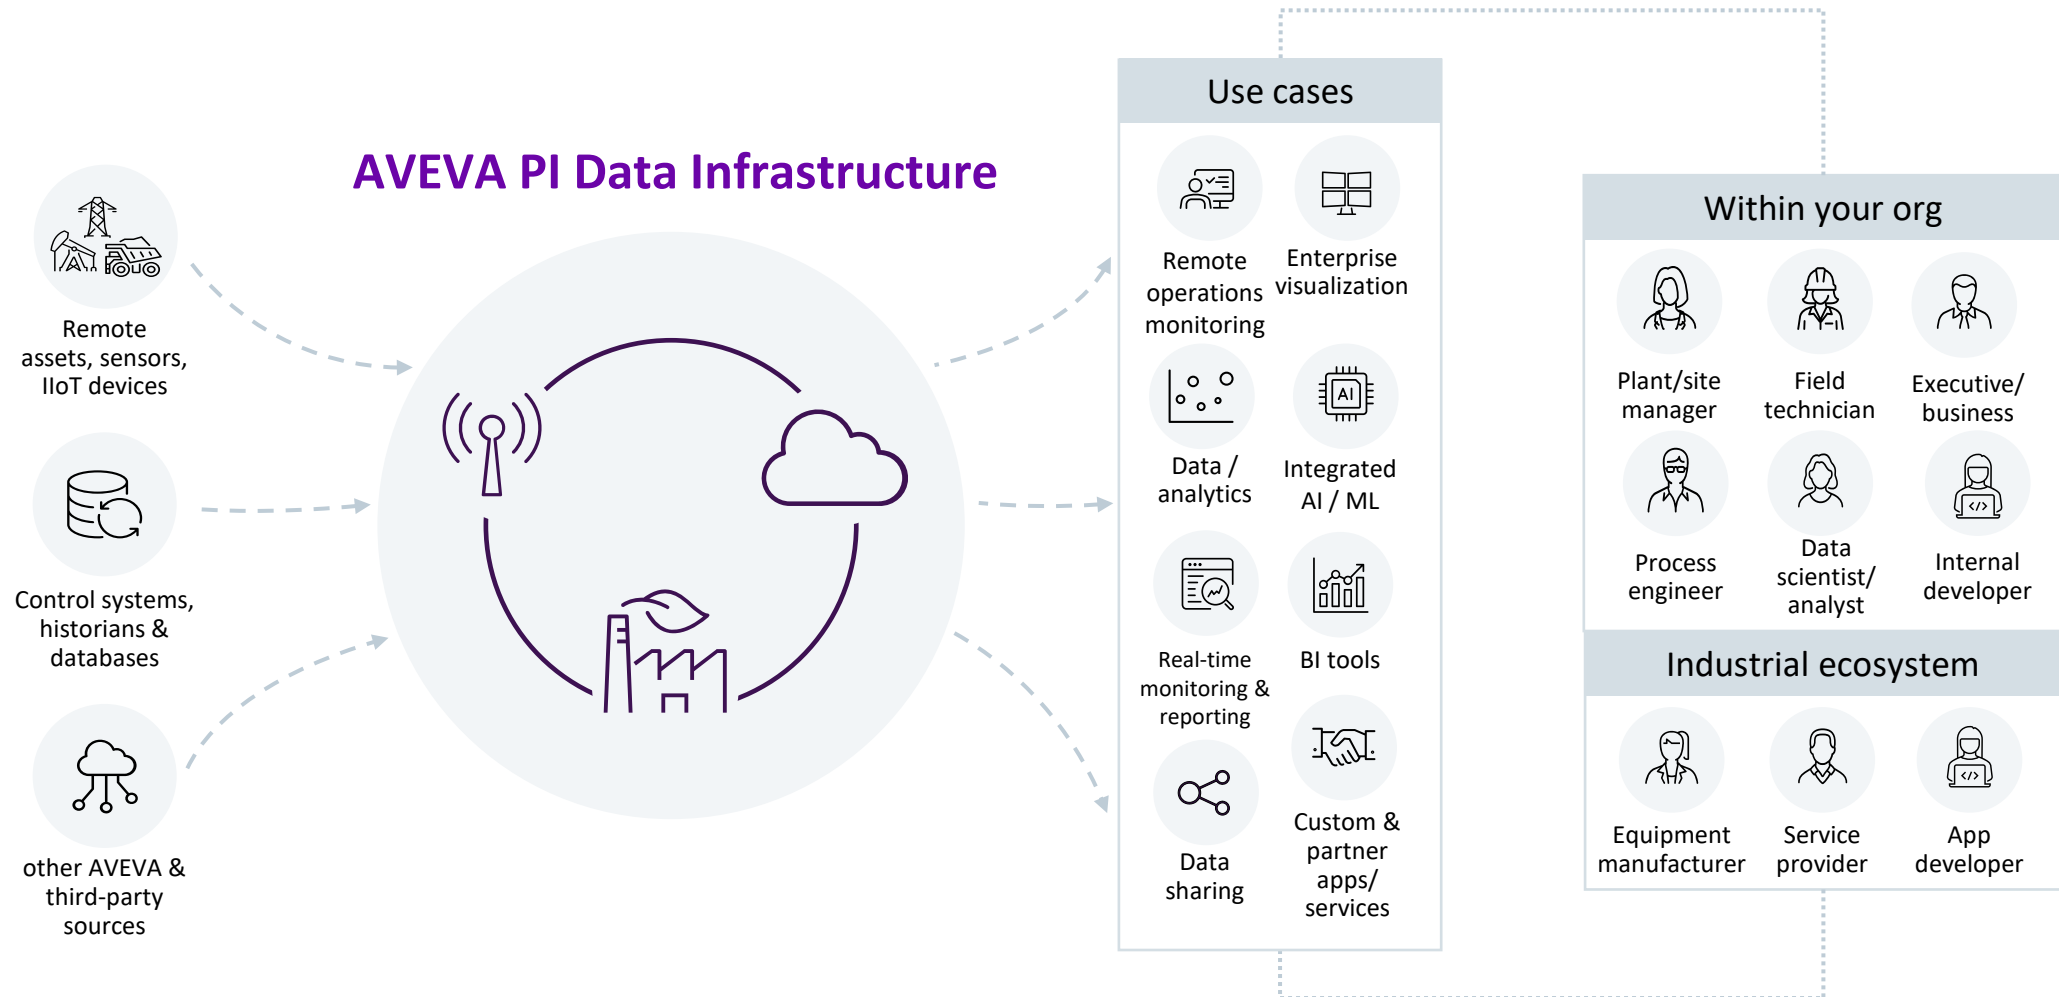 AVEVA PI Data Infrastructure
Remote
assets, sensors,
IIoT devices
Control systems,
historians &
databases
other AVEVA &
third-party
sources
Use cases
Remote
operations
monitoring
Enterprise
visualization
Data /
analytics
AI
Integrated
AI / ML
Real-time
monitoring &
reporting
BI tools
Data
sharing
Custom &
partner
apps/
services
Within your org
Plant/site
manager
Field
technician
Executive/
business
Process
engineer
Data
scientist/
analyst
</>
Internal
developer
Industrial ecosystem
Equipment
manufacturer
Service
provider
</>
App
developer